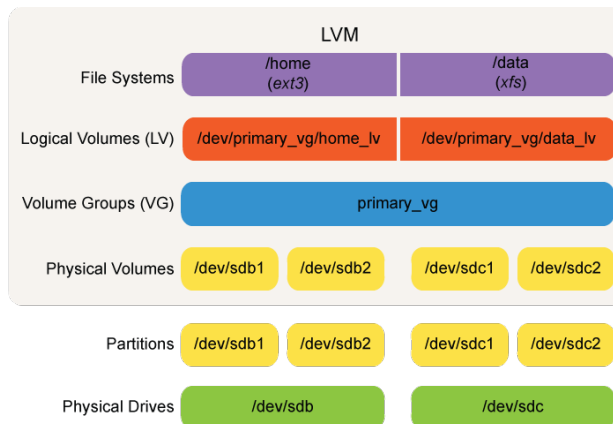 LVM
File Systems
/home
(ext3)
/data
(xfs)
Logical Volumes (LV)
/dev/primary_vg/home_lv
/dev/primary_vg/data_lv
Volume Groups (VG)
primary_vg
Physical Volumes
/dev/sdb1
/dev/sdb2
/dev/sdc1
/dev/sdc2
Partitions
/dev/sdb1
/dev/sdb2
/dev/sdc1
/dev/sdc2
Physical Drives
/dev/sdb
/dev/sdc